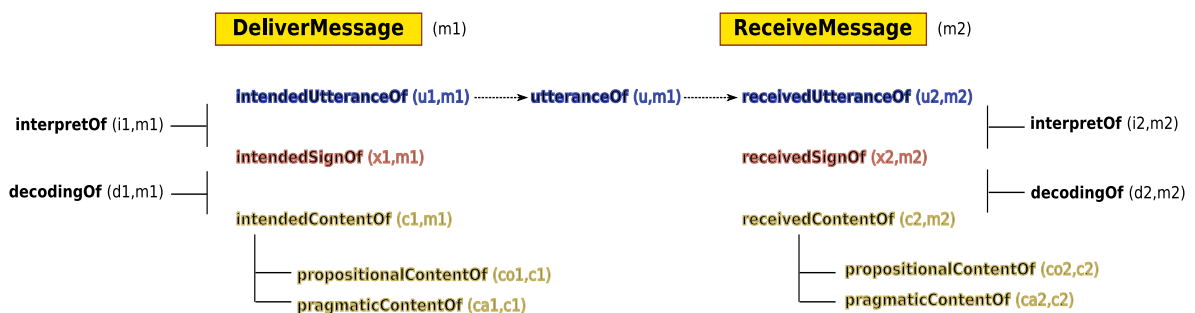 DeliverMessage (m1) ReceiveMessage (m2)
intendedUtteranceOf (u1,m1) utteranceOf (u,m1) receivedUtteranceOf (u2,m2)
interpretOf (i1,m1) interpretOf (i2,m2)
intendedSignOf (x1,m1) receivedSignOf (x2,m2)
decodingOf (d1,m1) decodingOf (d2,m2)
intendedContentOf (c1,m1) receivedContentOf (c2,m2)
propositionalContentOf (co1,c1) propositionalContentOf (co2,c2)
pragmaticContentOf (ca1,c1) pragmaticContentOf (ca2,c2)